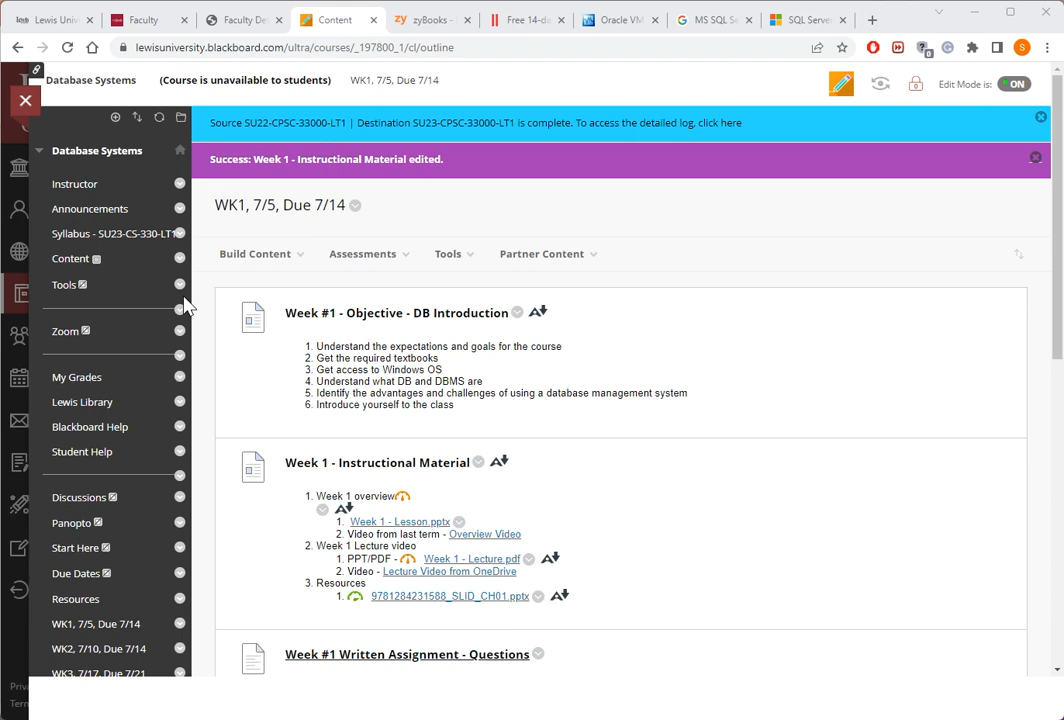 Lewis Univ
Faculty
Faculty De
Content
zyBooks -
Free 14-da
Oracle VM
MS SQL Se
SQL Server
lewisuniversity.blackboard.com/ultra/courses/_197800_1/cl/outline
S
Database Systems
(Course is unavailable to students)
WK1, 7/5, Due 7/14
Edit Mode is:
ON
Source SU22-CPSC-33000-LT1 | Destination SU23-CPSC-33000-LT1 is complete. To access the detailed log, click here
Success: Week 1 - Instructional Material edited.
Database Systems
Instructor
Announcements
Syllabus - SU23-CS-330-LT1
Content
Tools
Zoom
My Grades
Lewis Library
Blackboard Help
Student Help
Discussions
Panopto
Start Here
Due Dates
Resources
WK1, 7/5, Due 7/14
WK2, 7/10, Due 7/14
WK3, 7/17, Due 7/21
Priva
Term
WK1, 7/5, Due 7/14
Build Content
Assessments
Tools
Partner Content
Week #1 - Objective - DB Introduction
1. Understand the expectations and goals for the course
2. Get the required textbooks
3. Get access to Windows OS
4. Understand what DB and DBMS are
5. Identify the advantages and challenges of using a database management system
6. Introduce yourself to the class
Week 1 - Instructional Material
1. Week 1 overview
1. Week 1 - Lesson.pptx
2. Video from last term - Overview Video
2. Week 1 Lecture video
1. PPT/PDF - Week 1 - Lecture.pdf
2. Video - Lecture Video from OneDrive
3. Resources
1. 9781284231588_SLID_CH01.pptx
Week #1 Written Assignment - Questions